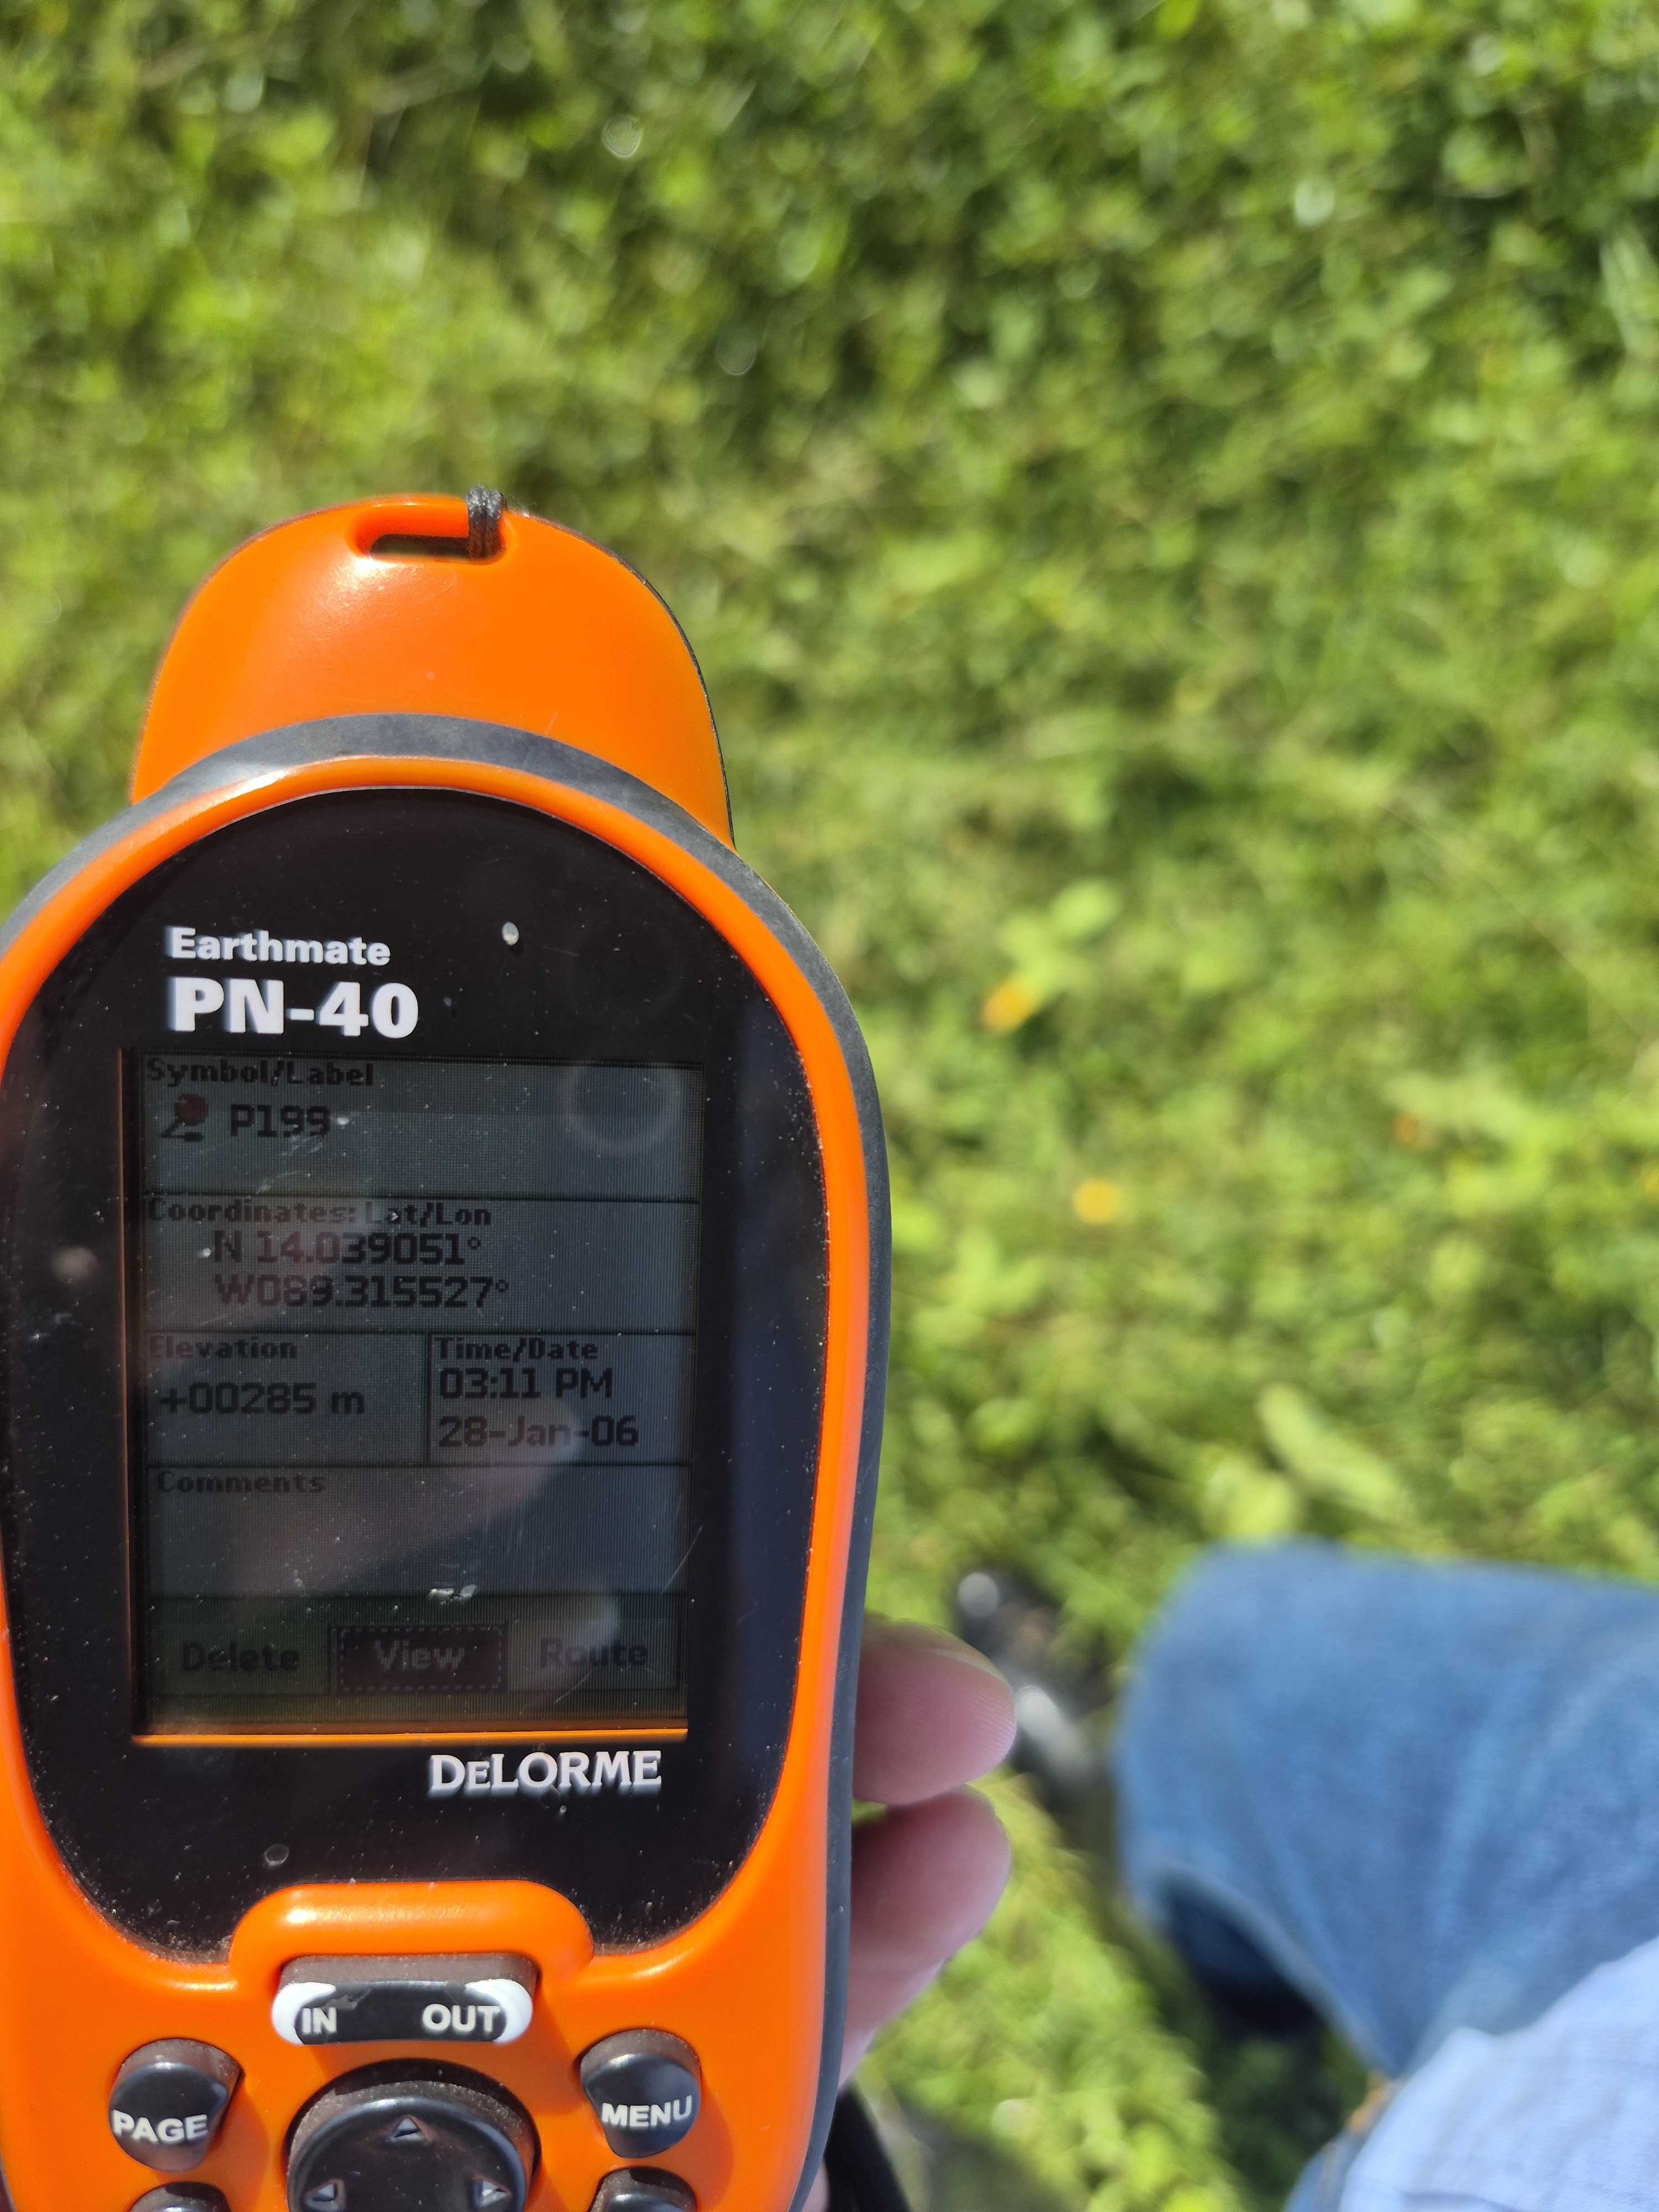 Earthmate
PN-40
Symbol/Label
P199
Coordinates: Lat/Lon
N 14.039051°
W089.315527°
Elevation
+00285 m
Time/Date
03:11 PM
28-Jan-06
Comments
Delete View Route
DELORME
IN OUT
PAGE
MENU